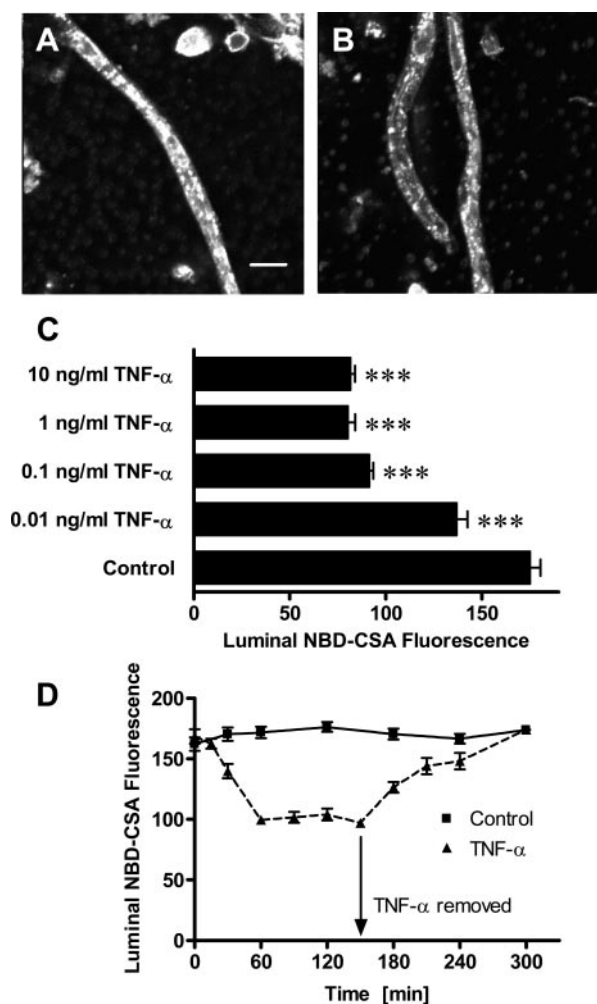 A
B
C
10 ng/ml TNF-α
***
1 ng/ml TNF-α
***
0.1 ng/ml TNF-α
***
0.01 ng/ml TNF-α
***
Control
0 50 100 150
Luminal NBD-CSA Fluorescence
D
Luminal NBD-CSA Fluorescence
200
150
100
50
0
Control
TNF-α
TNF-α removed
0 60 120 180 240 300
Time [min]